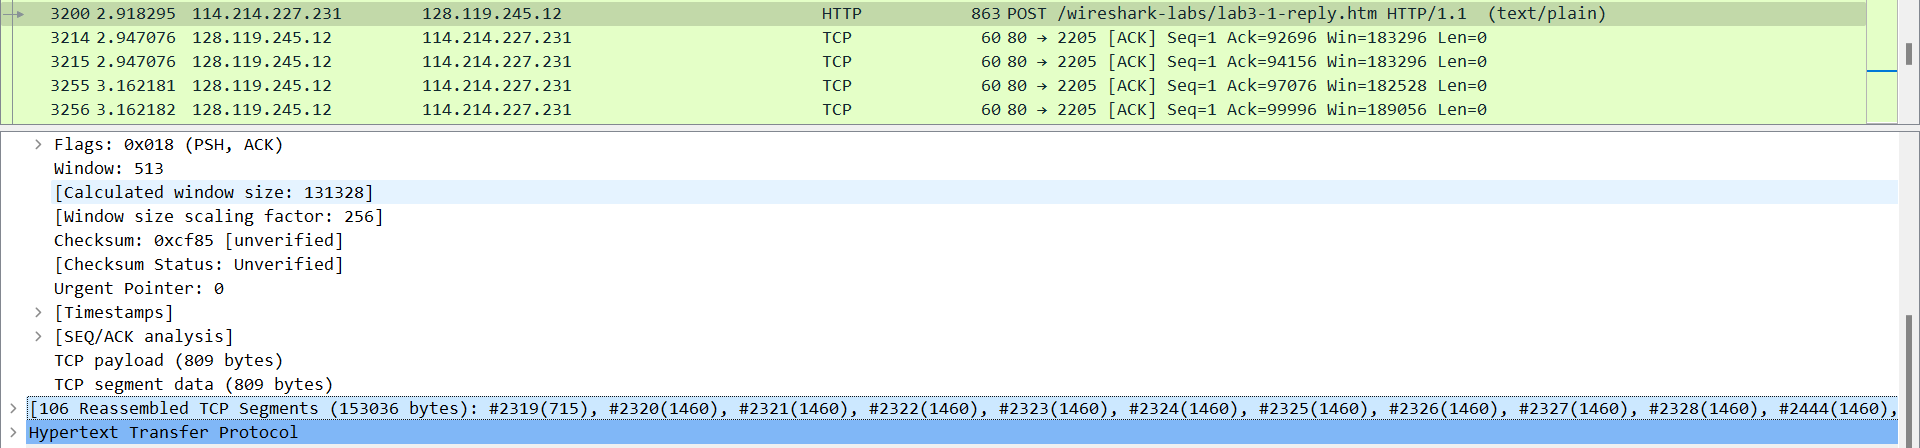 3200 2.918295 114.214.227.231 128.119.245.12 HTTP 863 POST /wireshark-labs/lab3-1-reply.htm HTTP/1.1 (text/plain)
3214 2.947076 128.119.245.12 114.214.227.231 TCP 60 80 → 2205 [ACK] Seq=1 Ack=92696 Win=183296 Len=0
3215 2.947076 128.119.245.12 114.214.227.231 TCP 60 80 → 2205 [ACK] Seq=1 Ack=94156 Win=183296 Len=0
3255 3.162181 128.119.245.12 114.214.227.231 TCP 60 80 → 2205 [ACK] Seq=1 Ack=97076 Win=182528 Len=0
3256 3.162182 128.119.245.12 114.214.227.231 TCP 60 80 → 2205 [ACK] Seq=1 Ack=99996 Win=189056 Len=0
Flags: 0x018 (PSH, ACK)
Window: 513
[Calculated window size: 131328]
[Window size scaling factor: 256]
Checksum: 0xcf85 [unverified]
[Checksum Status: Unverified]
Urgent Pointer: 0
[Timestamps]
[SEQ/ACK analysis]
TCP payload (809 bytes)
TCP segment data (809 bytes)
[106 Reassembled TCP Segments (153036 bytes): #2319(715), #2320(1460), #2321(1460), #2322(1460), #2323(1460), #2324(1460), #2325(1460), #2326(1460), #2327(1460), #2328(1460), #2444(1460),
Hypertext Transfer Protocol